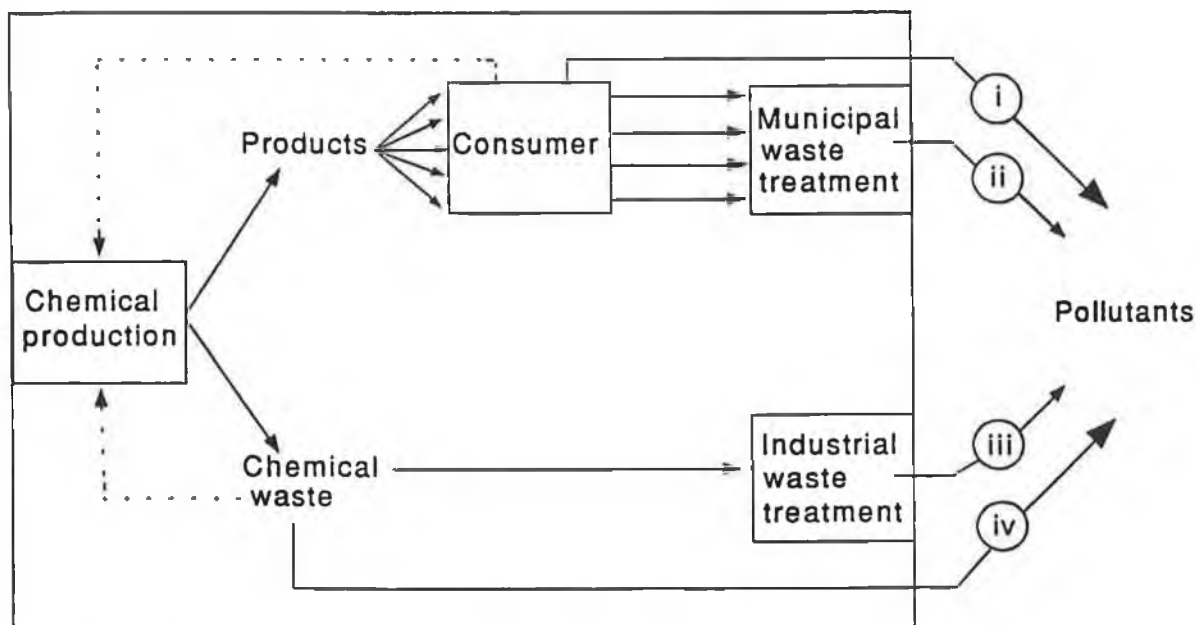 i
Products
Consumer
Municipal
waste
treatment
ii
Chemical
production
Pollutants
Chemical
waste
Industrial
waste
treatment
iii
iv